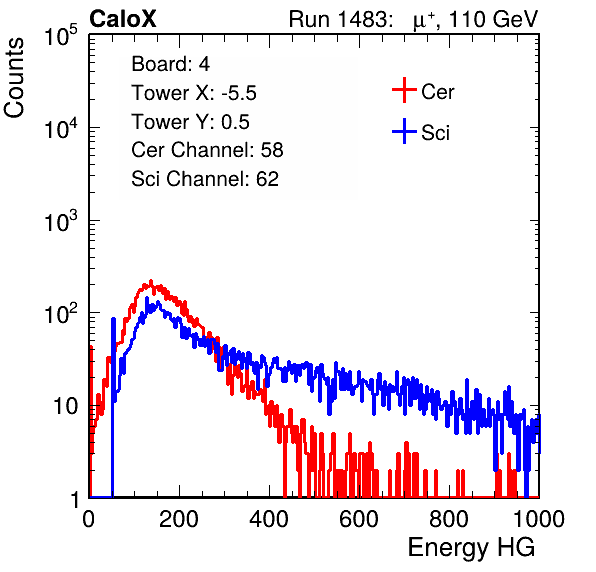 CaloX Run 1483: μ⁺, 110 GeV
Counts
10⁵
10⁴
10³
10²
10
1
Board: 4
Tower X: -5.5
Tower Y: 0.5
Cer Channel: 58
Sci Channel: 62
Cer
Sci
0 200 400 600 800 1000
Energy HG